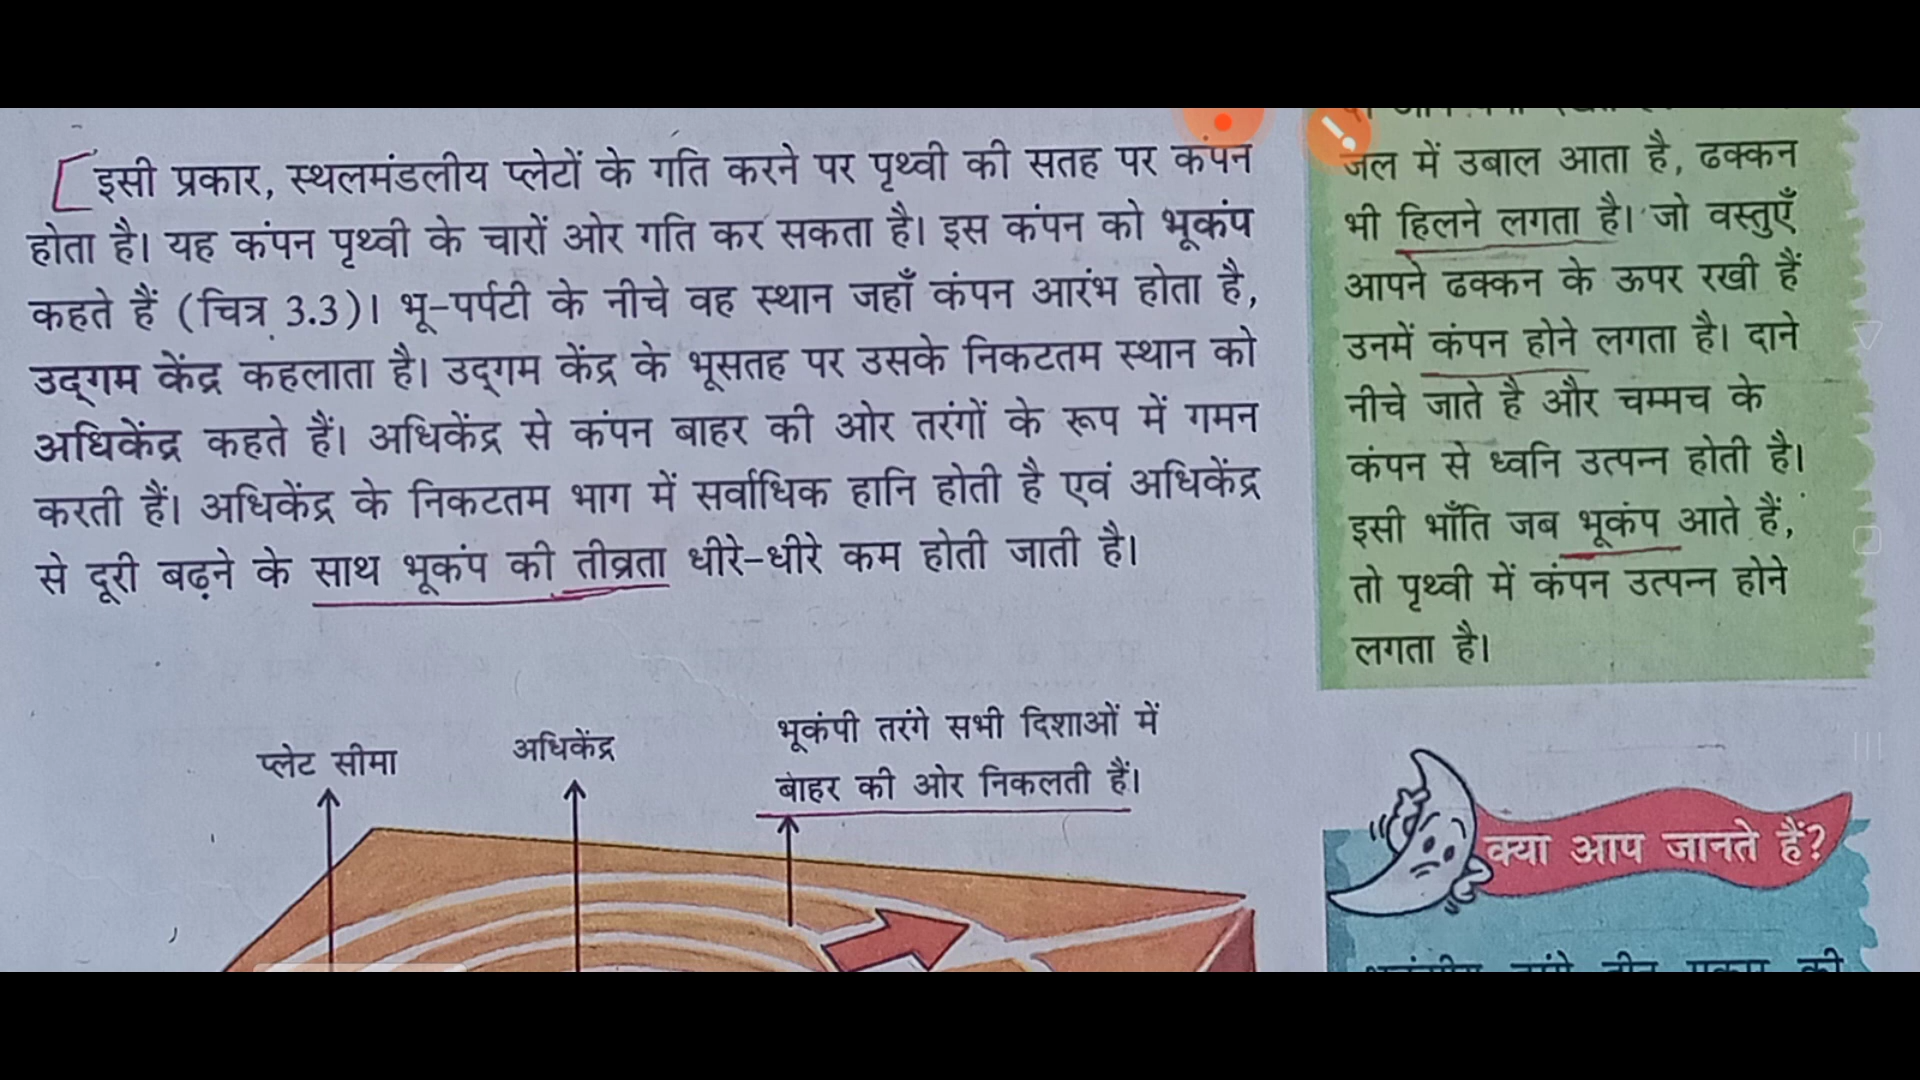 इसी प्रकार, स्थलमंडलीय प्लेटों के गति करने पर पृथ्वी की सतह पर कंपन
होता है। यह कंपन पृथ्वी के चारों ओर गति कर सकता है। इस कंपन को भूकंप
कहते हैं (चित्र 3.3)। भू-पर्पटी के नीचे वह स्थान जहाँ कंपन आरंभ होता है,
उद्गम केंद्र कहलाता है। उद्गम केंद्र के भूसतह पर उसके निकटतम स्थान को
अधिकेंद्र कहते हैं। अधिकेंद्र से कंपन बाहर की ओर तरंगों के रूप में गमन
करती हैं। अधिकेंद्र के निकटतम भाग में सर्वाधिक हानि होती है एवं अधिकेंद्र
से दूरी बढ़ने के साथ भूकंप की तीव्रता धीरे-धीरे कम होती जाती है।
प्लेट सीमा
अधिकेंद्र
भूकंपी तरंगे सभी दिशाओं में
बाहर की ओर निकलती हैं।
जल में उबाल आता है, ढक्कन
भी हिलने लगता है। जो वस्तुएँ
आपने ढक्कन के ऊपर रखी हैं
उनमें कंपन होने लगता है। दाने
नीचे जाते है और चम्मच के
कंपन से ध्वनि उत्पन्न होती है।
इसी भाँति जब भूकंप आते हैं,
तो पृथ्वी में कंपन उत्पन्न होने
लगता है।
क्या आप जानते हैं?